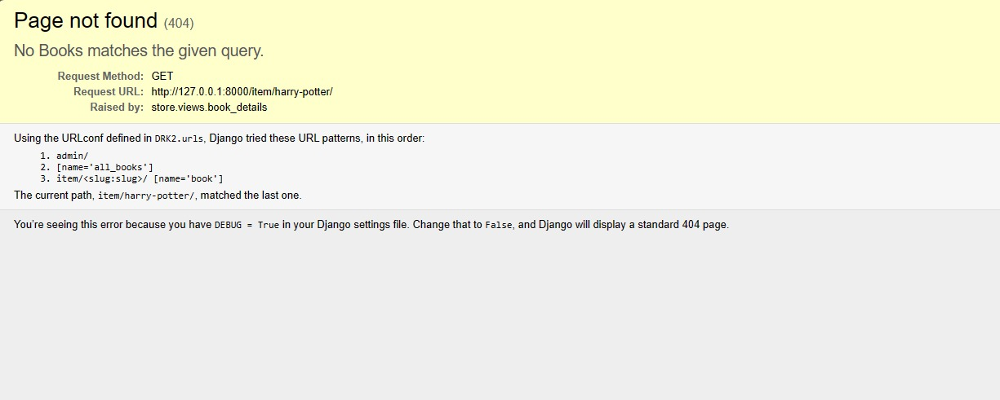 Page not found (404)
No Books matches the given query.
Request Method: GET
Request URL: http://127.0.0.1:8000/item/harry-potter/
Raised by: store.views.book_details
Using the URLconf defined in DRK2.urls, Django tried these URL patterns, in this order:
1. admin/
2. [name='all_books']
3. item/<slug:slug>/ [name='book']
The current path, item/harry-potter/, matched the last one.
You're seeing this error because you have DEBUG = True in your Django settings file. Change that to False, and Django will display a standard 404 page.